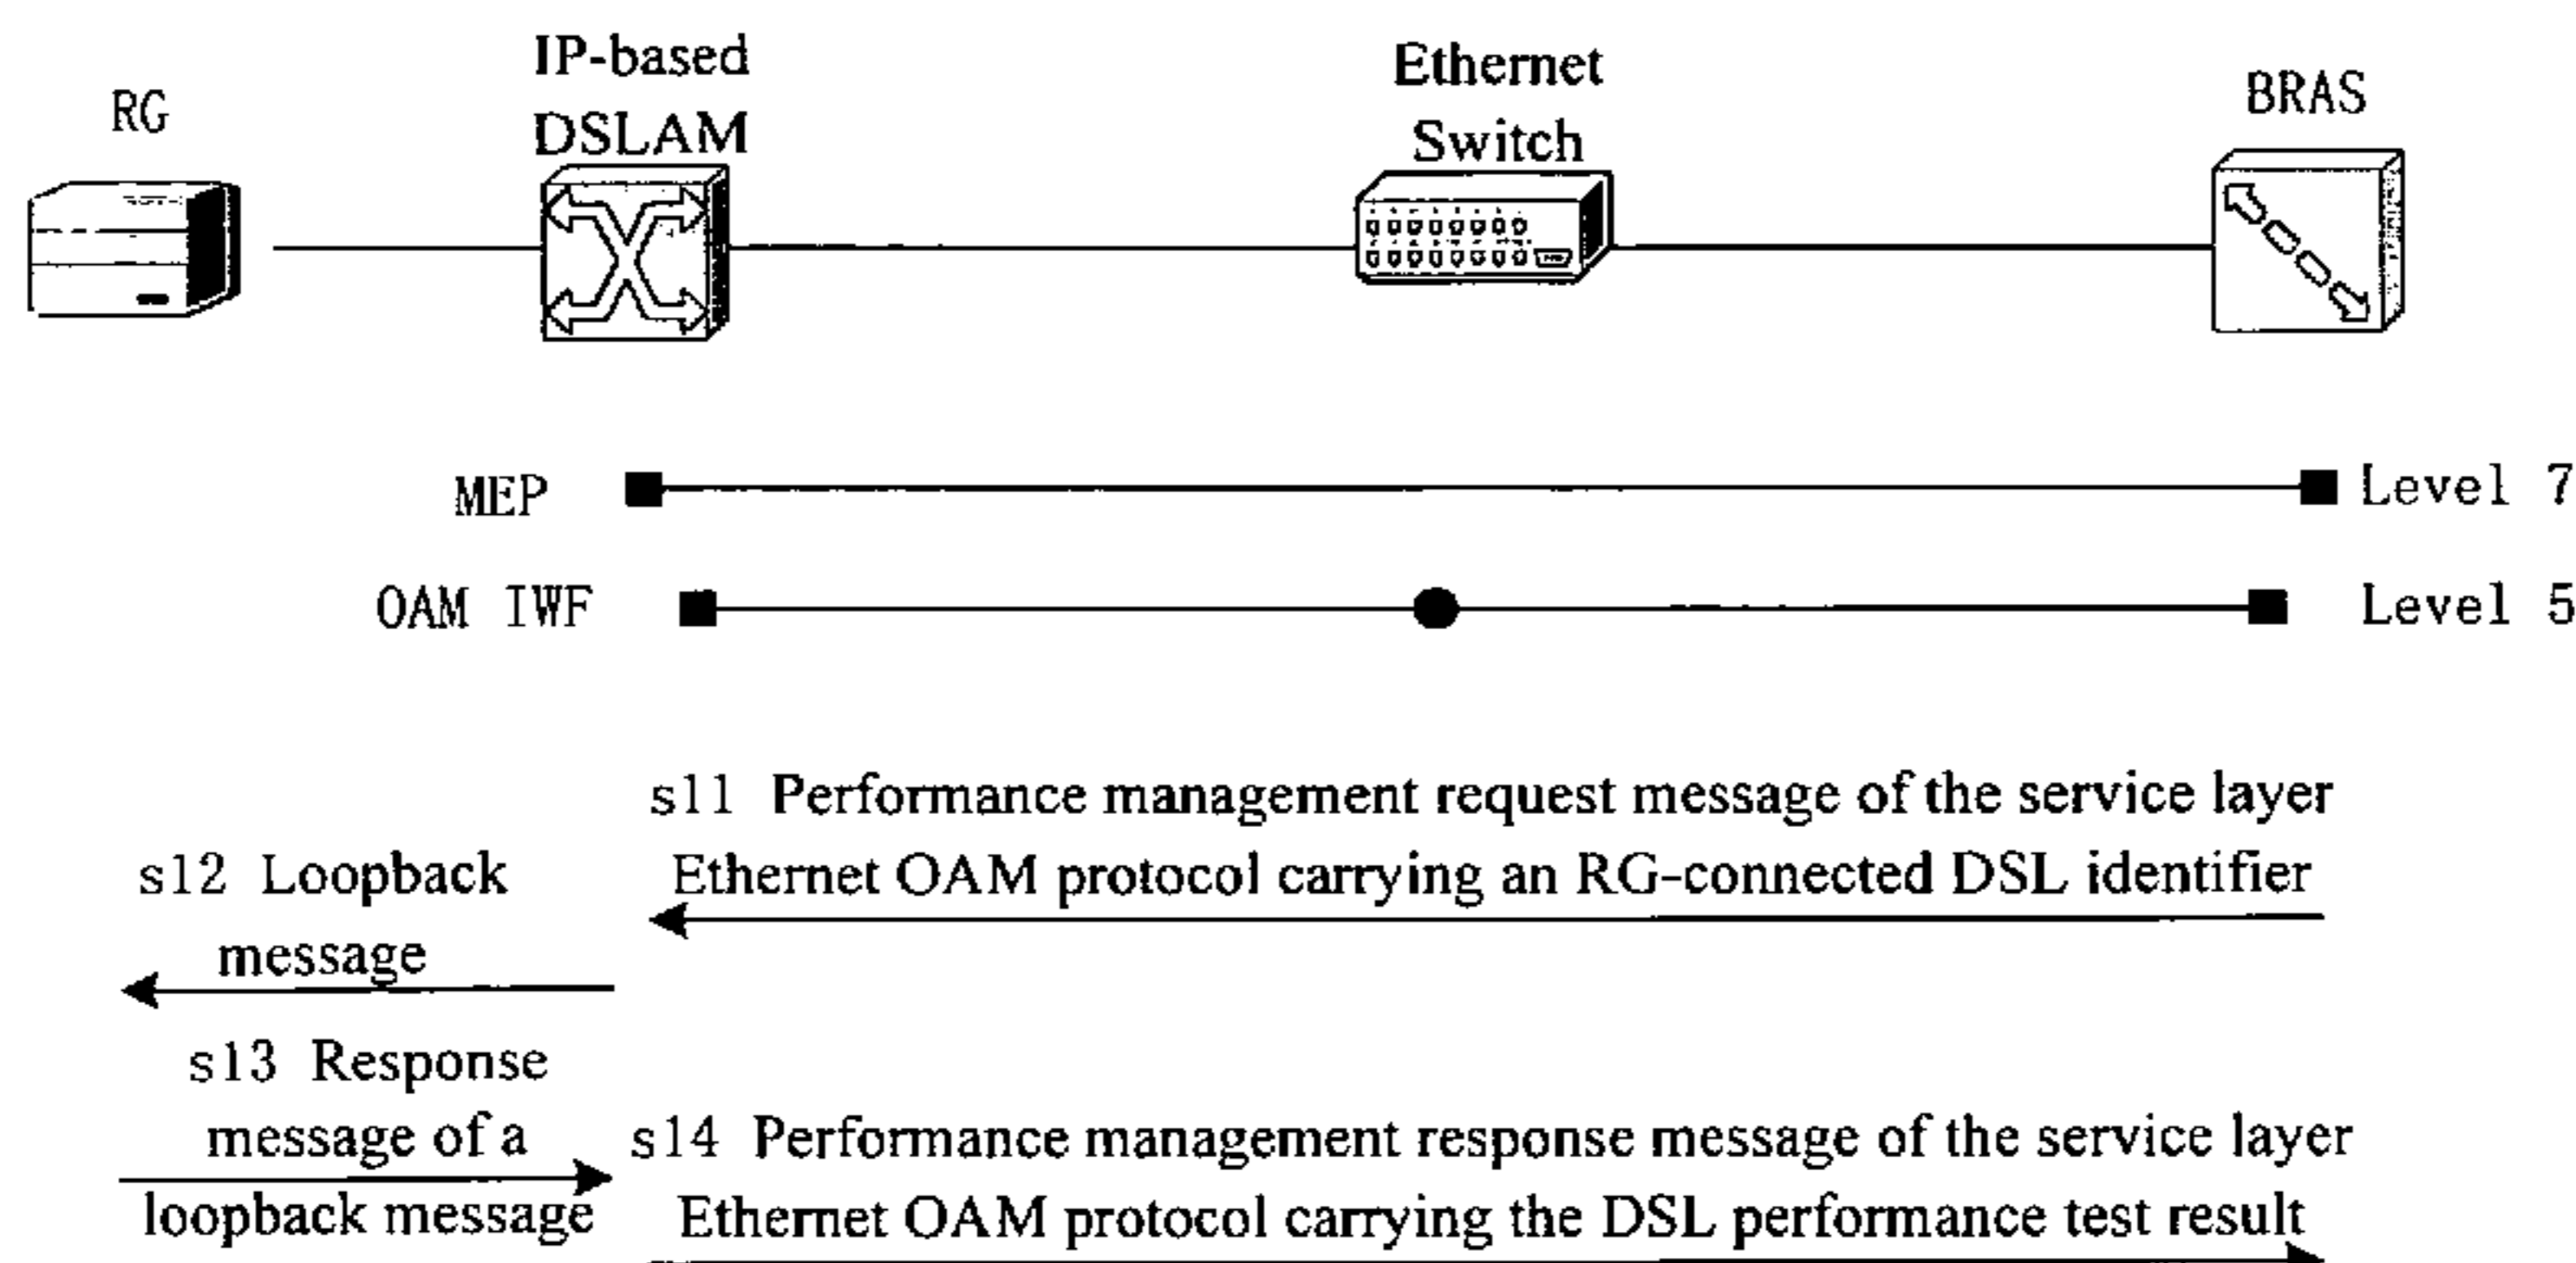 RG
IP-based
DSLAM
Ethernet
Switch
BRAS
MEP
Level 7
OAM IWF
Level 5
s11 Performance management request message of the service layer
Ethernet OAM protocol carrying an RG-connected DSL identifier
s12 Loopback
message
s13 Response
message of a
loopback message
s14 Performance management response message of the service layer
Ethernet OAM protocol carrying the DSL performance test result